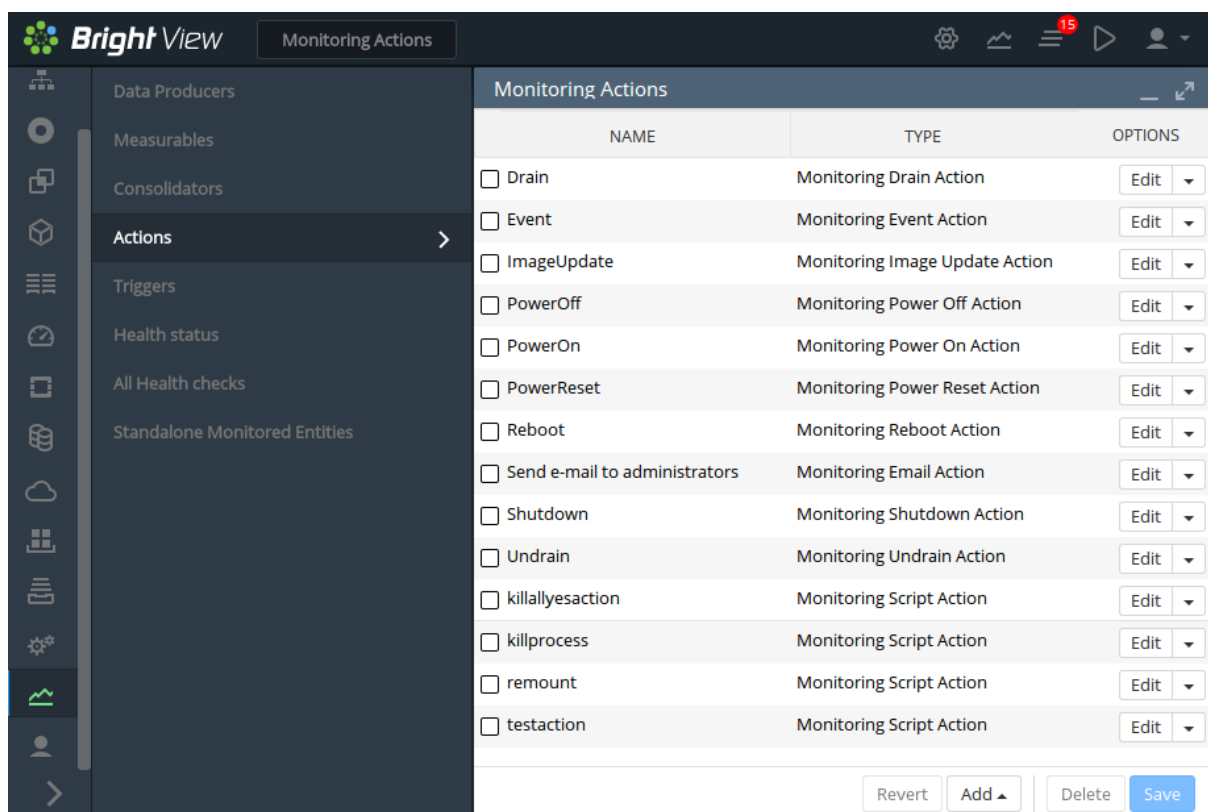 Bright View Monitoring Actions 15
Data Producers
Measurables
Consolidators
Actions
Triggers
Health status
All Health checks
Standalone Monitored Entities
Monitoring Actions
NAME TYPE OPTIONS
Drain Monitoring Drain Action Edit
Event Monitoring Event Action Edit
ImageUpdate Monitoring Image Update Action Edit
PowerOff Monitoring Power Off Action Edit
PowerOn Monitoring Power On Action Edit
PowerReset Monitoring Power Reset Action Edit
Reboot Monitoring Reboot Action Edit
Send e-mail to administrators Monitoring Email Action Edit
Shutdown Monitoring Shutdown Action Edit
Undrain Monitoring Undrain Action Edit
killallyesaction Monitoring Script Action Edit
killprocess Monitoring Script Action Edit
remount Monitoring Script Action Edit
testaction Monitoring Script Action Edit
Revert Add Delete Save